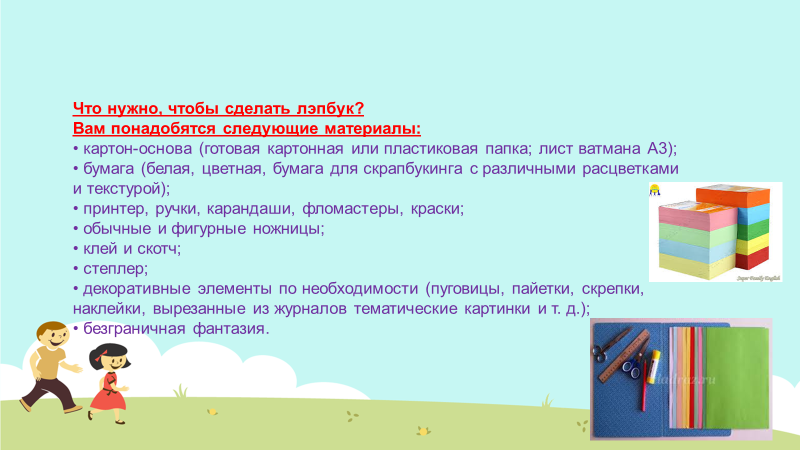 Что нужно, чтобы сделать лэпбук?
Вам понадобятся следующие материалы:
• картон-основа (готовая картонная или пластиковая папка; лист ватмана А3);
• бумага (белая, цветная, бумага для скрапбукинга с различными расцветками
и текстурой);
• принтер, ручки, карандаши, фломастеры, краски;
• обычные и фигурные ножницы;
• клей и скотч;
• степлер;
• декоративные элементы по необходимости (пуговицы, пайетки, скрепки,
наклейки, вырезанные из журналов тематические картинки и т. д.);
• безграничная фантазия.